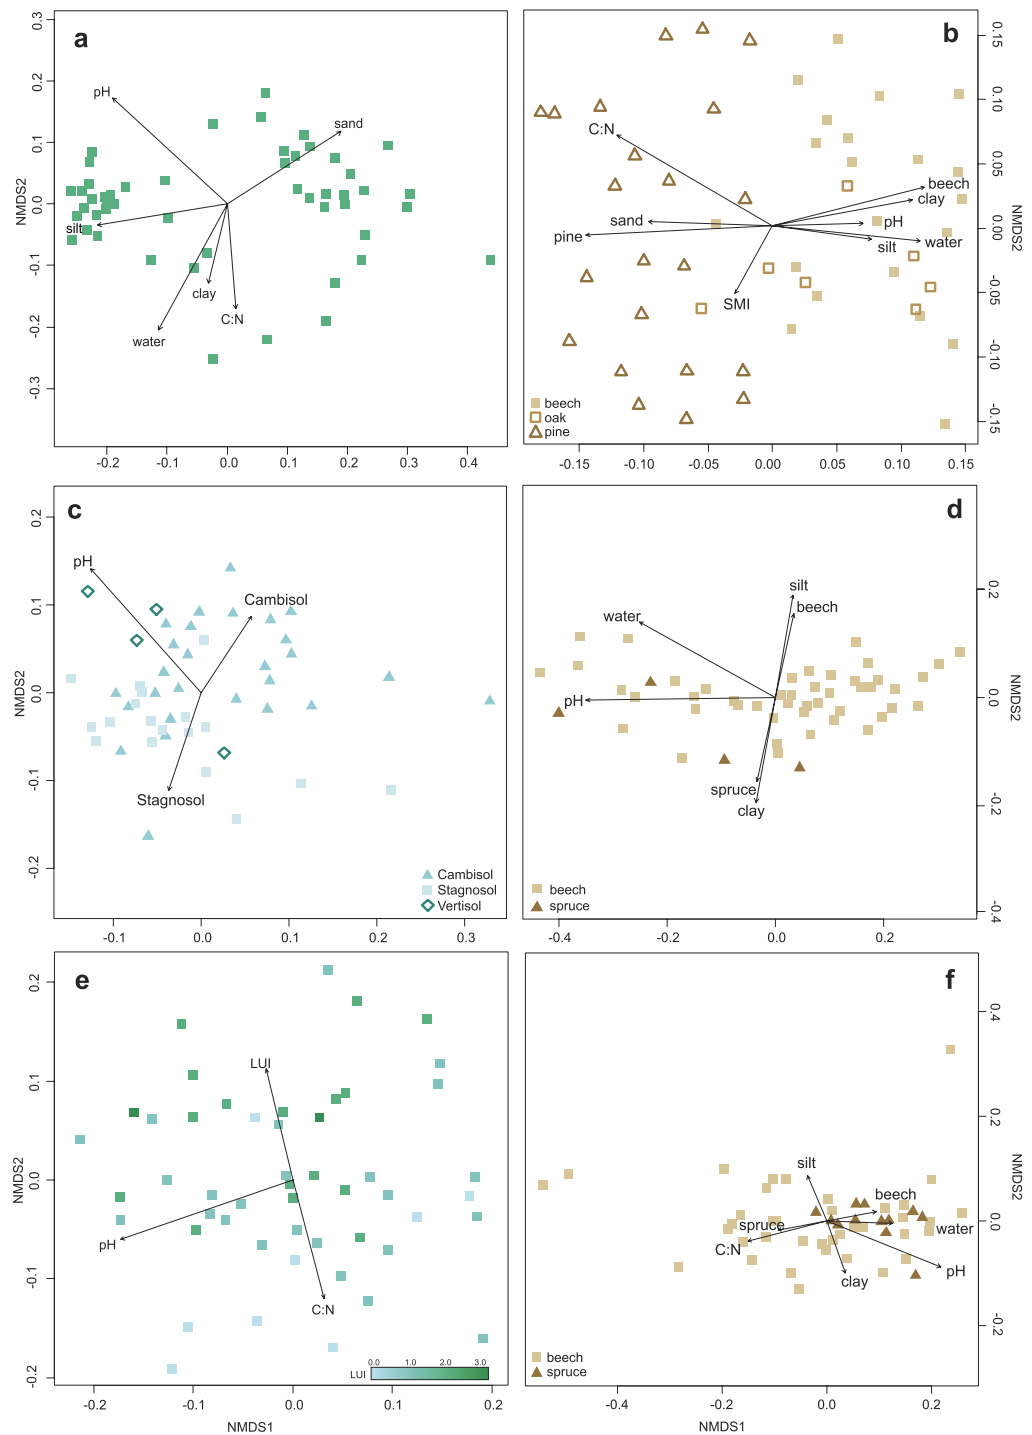 a
0.3
0.2
0.1
0.0
-0.1
-0.2
-0.3
NMDS2
pH
sand
silt
clay
C:N
water
-0.2
-0.1
0.0
0.1
0.2
0.3
0.4
b
C:N
sand
pine
SMI
beech
clay
pH
silt
water
beech
oak
pine
0.15
0.10
0.05
0.00
-0.05
-0.10
-0.15
NMDS2
-0.15
-0.10
-0.05
0.00
0.05
0.10
0.15
c
0.2
0.1
0.0
-0.1
-0.2
NMDS2
pH
Cambisol
Stagnosol
Cambisol
Stagnosol
Vertisol
-0.1
0.0
0.1
0.2
0.3
d
silt
beech
water
pH
spruce
clay
beech
spruce
0.2
0.0
-0.2
-0.4
NMDS2
-0.4
-0.2
0.0
0.2
e
0.2
0.1
0.0
-0.1
-0.2
NMDS2
LUI
pH
C:N
0.0
1.0
2.0
3.0
LUI
-0.2
-0.1
0.0
0.1
0.2
NMDS1
f
silt
beech
spruce
water
C:N
clay
pH
beech
spruce
0.4
0.2
0.0
-0.2
NMDS2
-0.4
-0.2
0.0
0.2
NMDS1